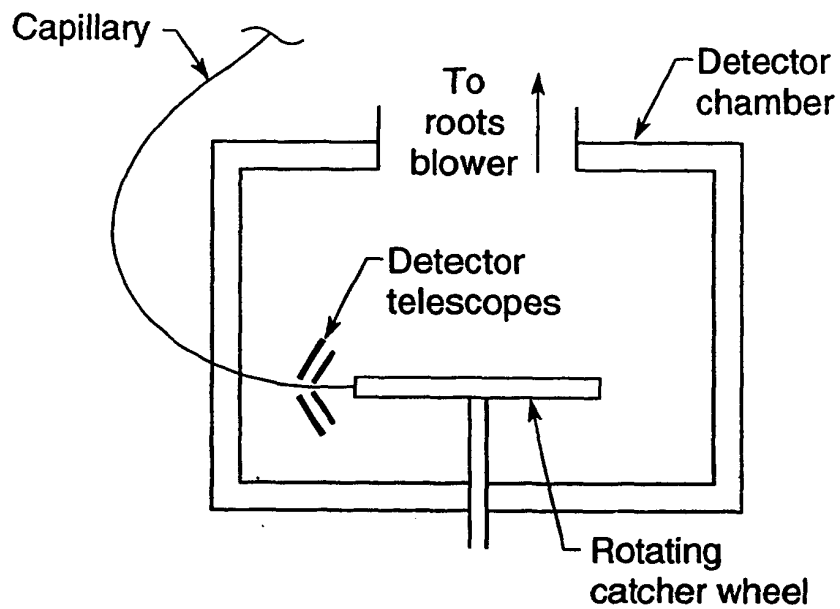 Capillary
To
roots
blower
Detector
chamber
Detector
telescopes
Rotating
catcher wheel